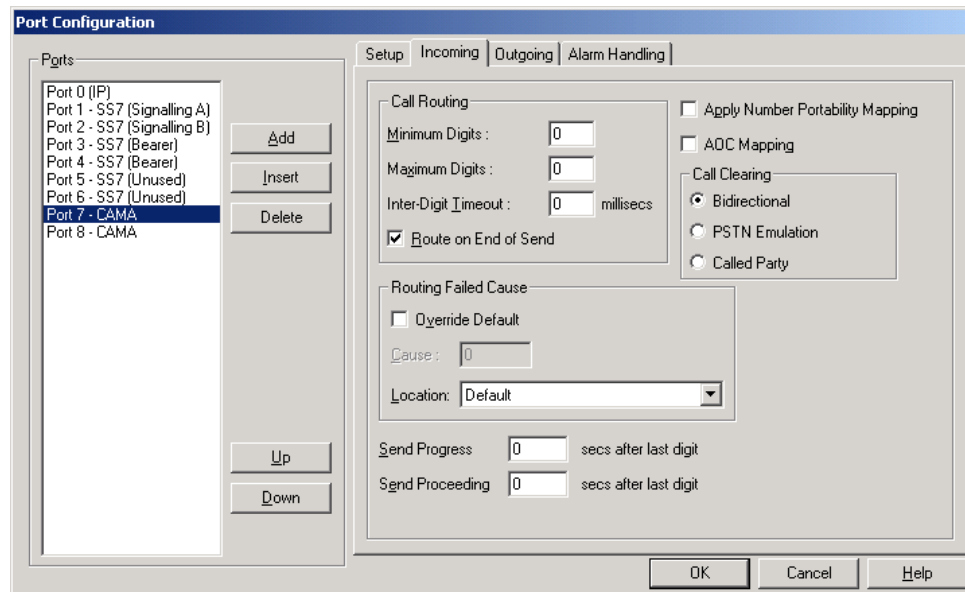 Port Configuration
Ports
Port 0 (IP)
Port 1 - SS7 (Signalling A)
Port 2 - SS7 (Signalling B)
Port 3 - SS7 (Bearer)
Port 4 - SS7 (Bearer)
Port 5 - SS7 (Unused)
Port 6 - SS7 (Unused)
Port 7 - CAMA
Port 8 - CAMA
Add
Insert
Delete
Up
Down
Setup Incoming Outgoing Alarm Handling
Call Routing
Minimum Digits : 0
Maximum Digits : 0
Inter-Digit Timeout : 0 millisecs
Route on End of Send
Apply Number Portability Mapping
AOC Mapping
Call Clearing
Bidirectional
PSTN Emulation
Called Party
Routing Failed Cause
Override Default
Cause : 0
Location: Default
Send Progress 0 secs after last digit
Send Proceeding 0 secs after last digit
OK Cancel Help